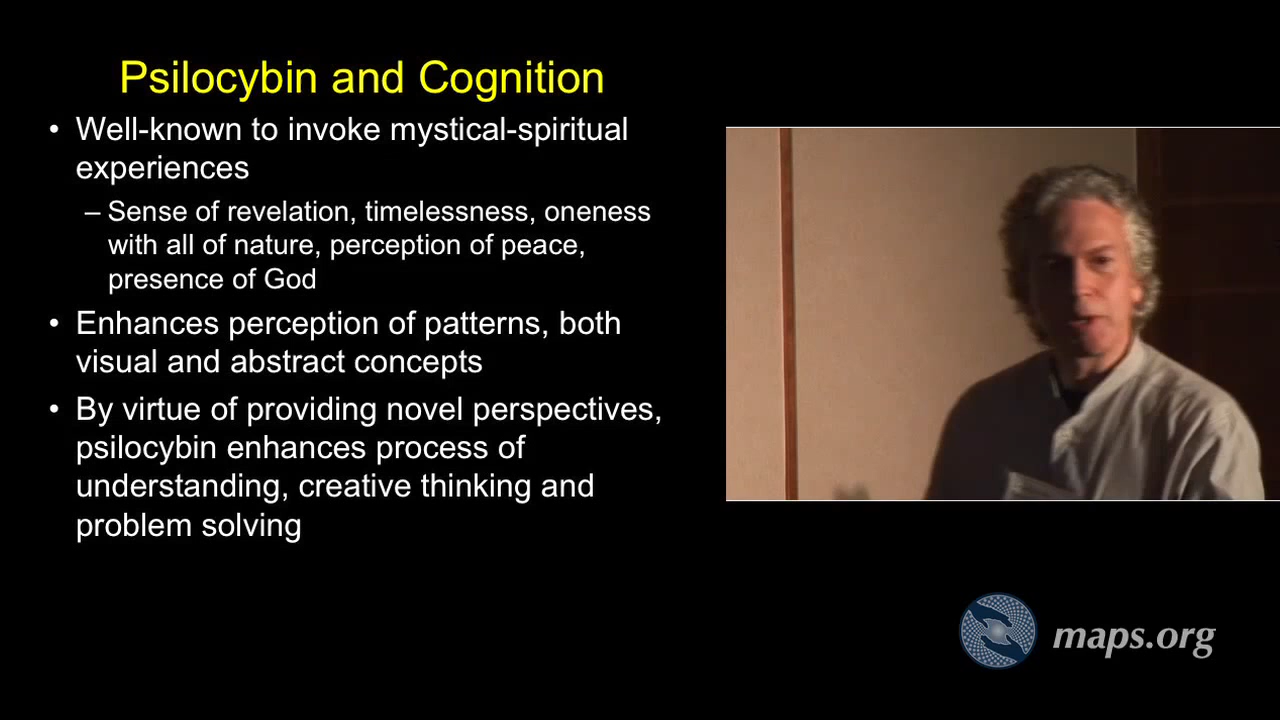 Psilocybin and Cognition
• Well-known to invoke mystical-spiritual
experiences
– Sense of revelation, timelessness, oneness
with all of nature, perception of peace,
presence of God
• Enhances perception of patterns, both
visual and abstract concepts
• By virtue of providing novel perspectives,
psilocybin enhances process of
understanding, creative thinking and
problem solving
maps.org